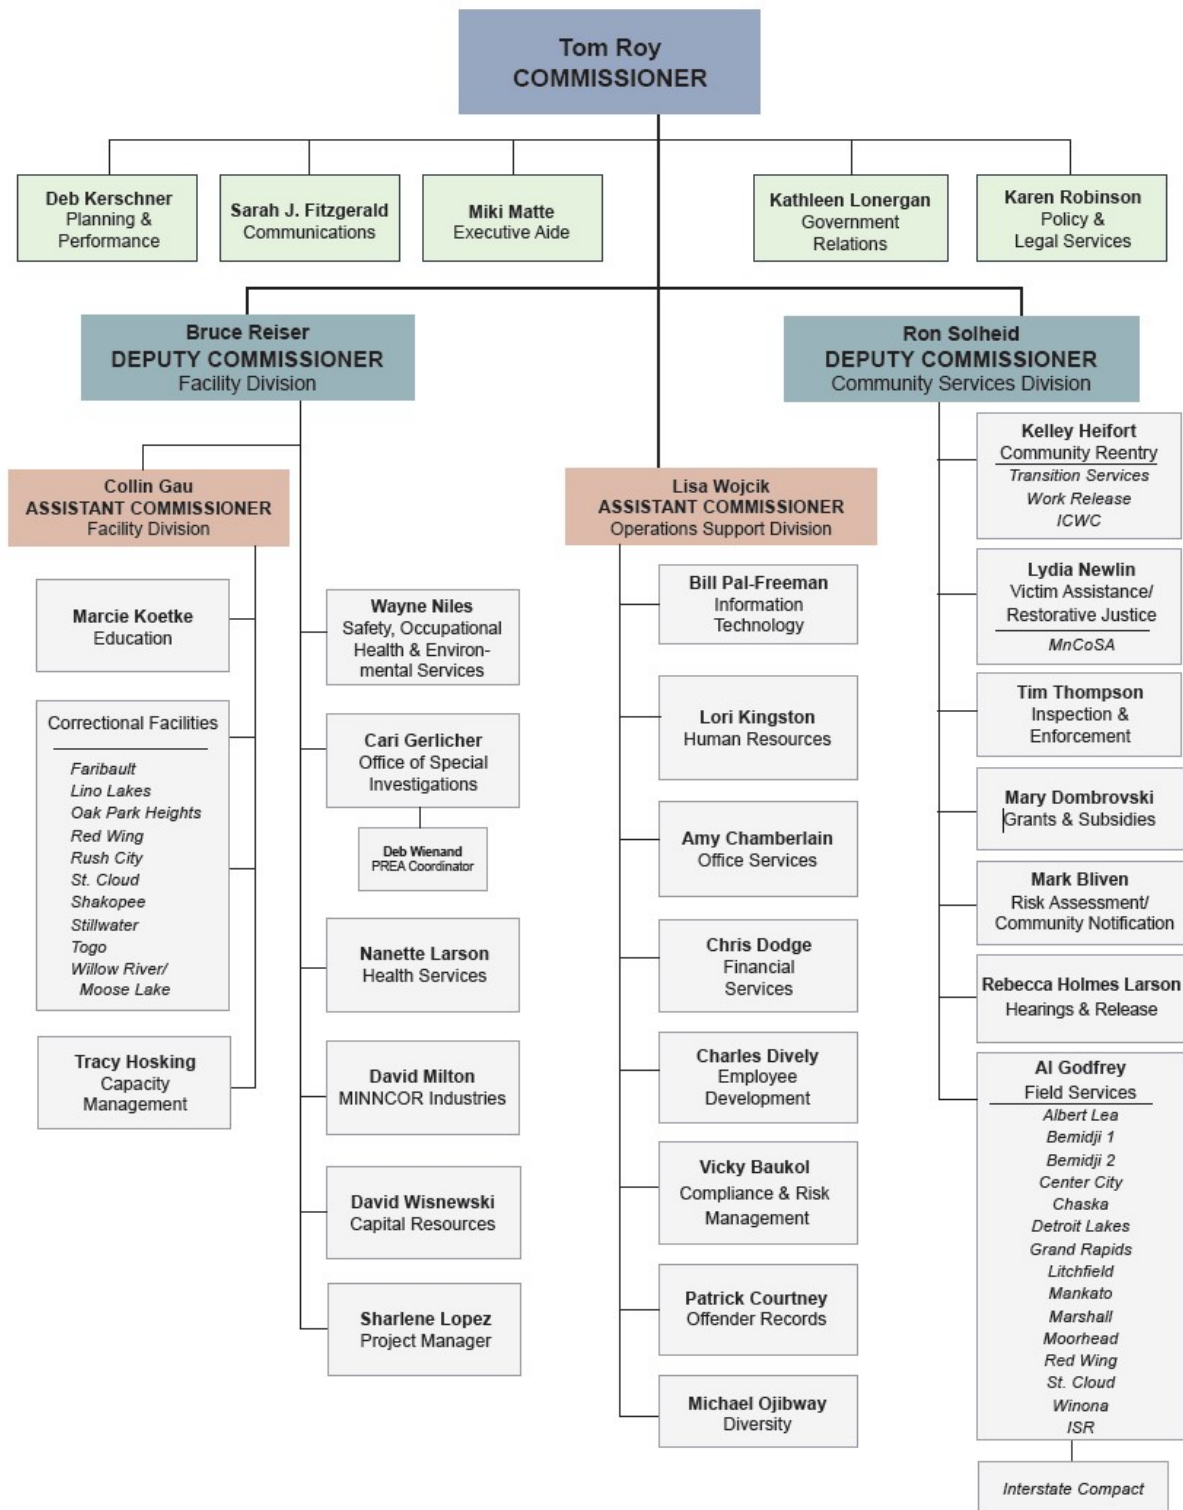 Tom Roy
COMMISSIONER
Deb Kerschner
Planning &
Performance
Sarah J. Fitzgerald
Communications
Miki Matte
Executive Aide
Kathleen Lonergan
Government
Relations
Karen Robinson
Policy &
Legal Services
Bruce Reiser
DEPUTY COMMISSIONER
Facility Division
Ron Solheid
DEPUTY COMMISSIONER
Community Services Division
Collin Gau
ASSISTANT COMMISSIONER
Facility Division
Marcie Koetke
Education
Correctional Facilities
Faribault
Lino Lakes
Oak Park Heights
Red Wing
Rush City
St. Cloud
Shakopee
Stillwater
Togo
Willow River/
Moose Lake
Tracy Hosking
Capacity
Management
Wayne Niles
Safety, Occupational
Health & Environ-
mental Services
Cari Gerlicher
Office of Special
Investigations
Deb Wienand
PREA Coordinator
Nanette Larson
Health Services
David Milton
MINNCOR Industries
David Wisnewski
Capital Resources
Sharlene Lopez
Project Manager
Lisa Wojcik
ASSISTANT COMMISSIONER
Operations Support Division
Bill Pal-Freeman
Information
Technology
Lori Kingston
Human Resources
Amy Chamberlain
Office Services
Chris Dodge
Financial
Services
Charles Dively
Employee
Development
Vicky Baukol
Compliance & Risk
Management
Patrick Courtney
Offender Records
Michael Ojibway
Diversity
Kelley Heifort
Community Reentry
Transition Services
Work Release
ICWC
Lydia Newlin
Victim Assistance/
Restorative Justice
MnCoSA
Tim Thompson
Inspection &
Enforcement
Mary Dombrovski
Grants & Subsidies
Mark Bliven
Risk Assessment/
Community Notification
Rebecca Holmes Larson
Hearings & Release
Al Godfrey
Field Services
Albert Lea
Bemidji 1
Bemidji 2
Center City
Chaska
Detroit Lakes
Grand Rapids
Litchfield
Mankato
Marshall
Moorhead
Red Wing
St. Cloud
Winona
ISR
Interstate Compact